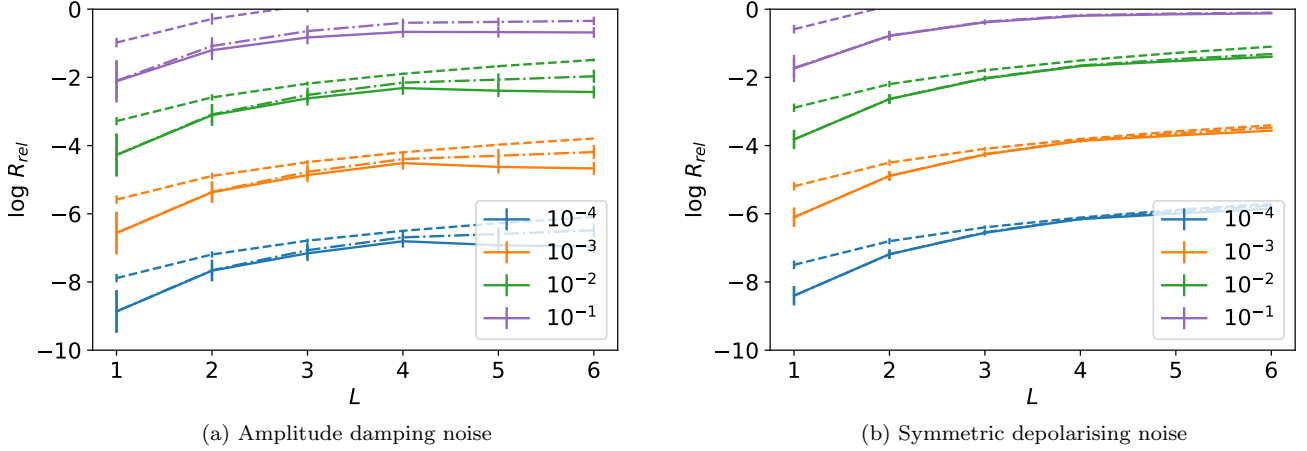 0
−2
−4
−6
−8
−10
log R_rel
1 2 3 4 5 6
L
10^−4
10^−3
10^−2
10^−1
(a) Amplitude damping noise
0
−2
−4
−6
−8
−10
log R_rel
1 2 3 4 5 6
L
10^−4
10^−3
10^−2
10^−1
(b) Symmetric depolarising noise